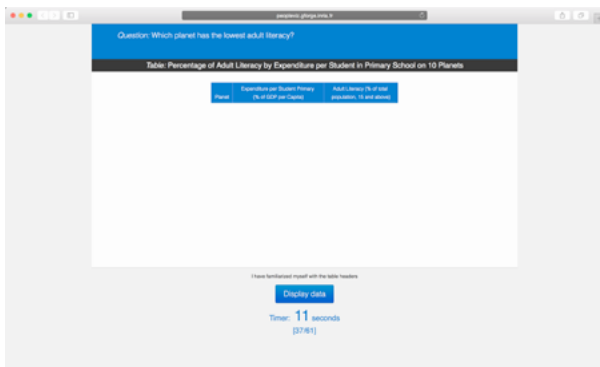 peopleviz.gforge.inria.fr
Question: Which planet has the lowest adult literacy?
Table: Percentage of Adult Literacy by Expenditure per Student in Primary School on 10 Planets
Planet
Expenditure per Student Primary
(% of GDP per Capita)
Adult Literacy (% of total
population, 15 and above)
I have familiarized myself with the table headers
Display data
Timer: 11 seconds
[37/61]